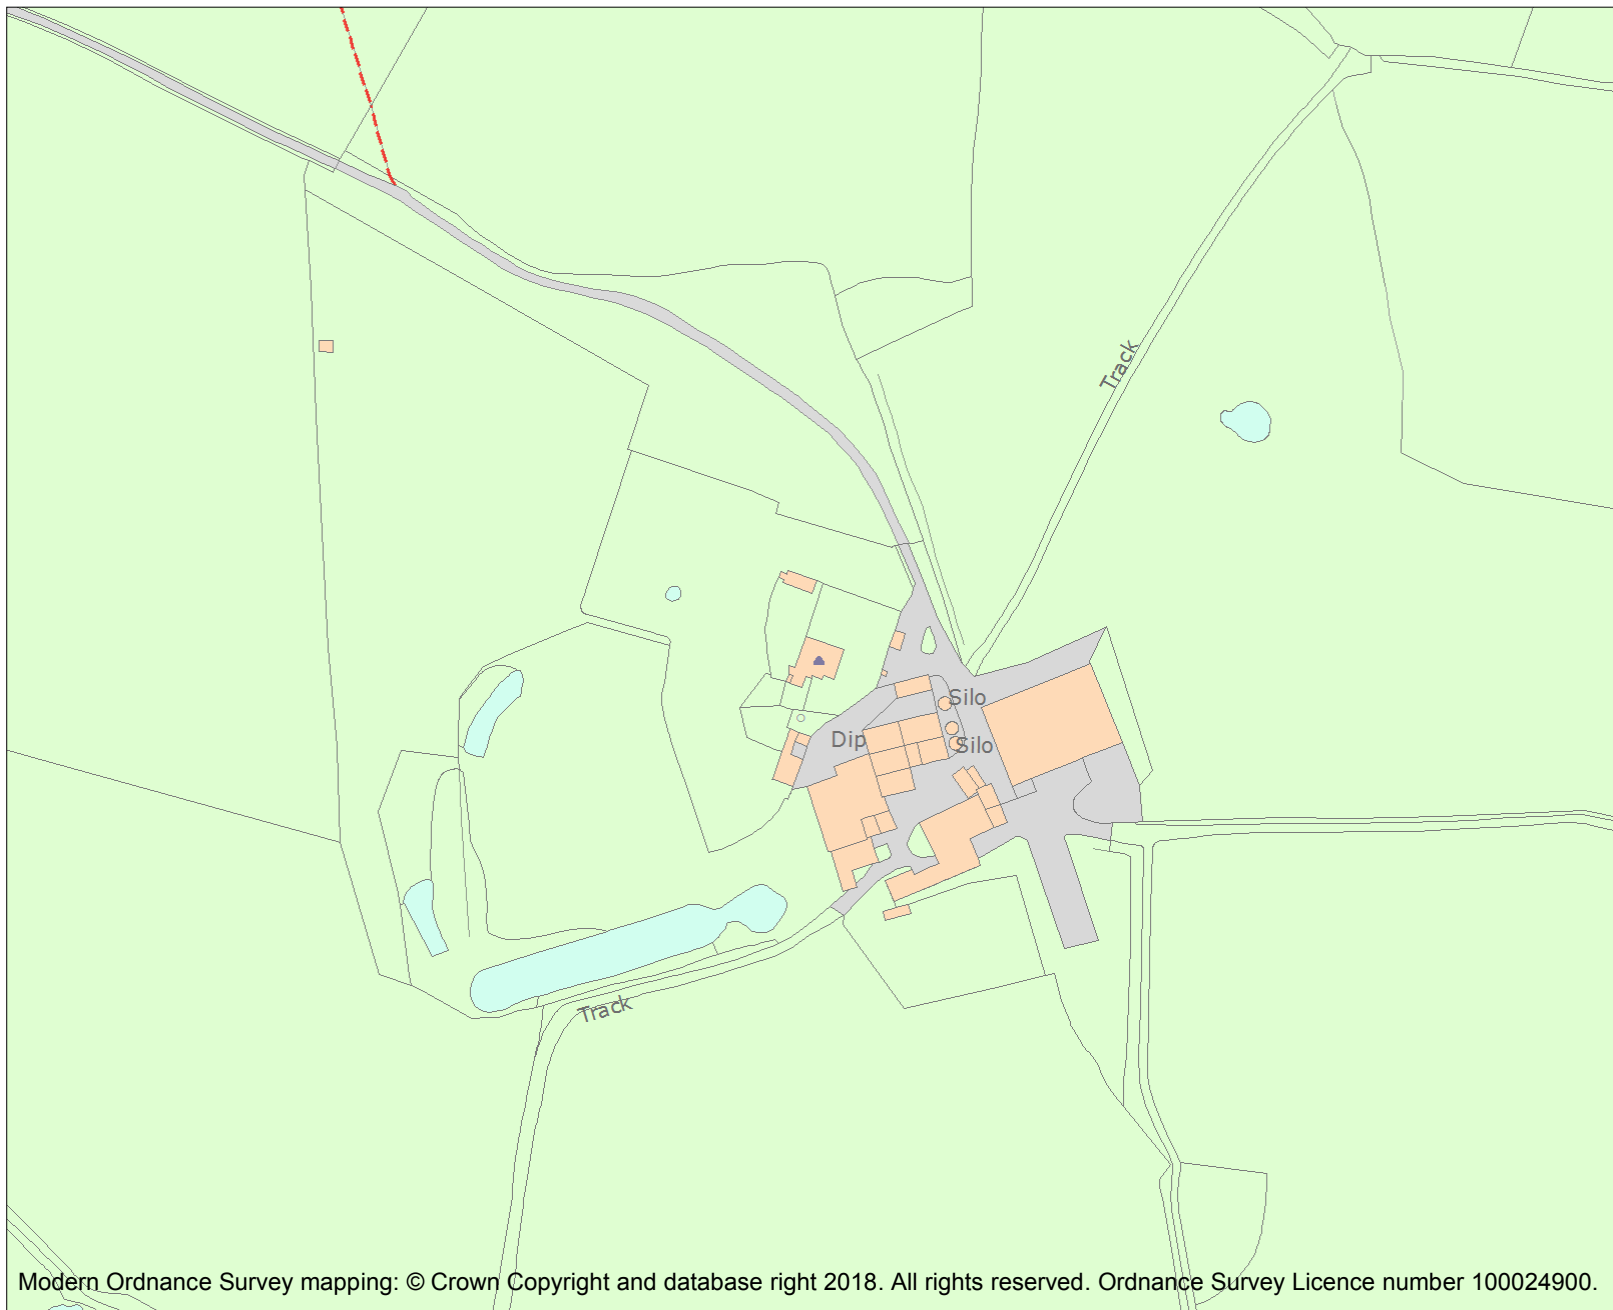 Track
Silo
Dip
Silo
Track
Modern Ordnance Survey mapping: © Crown Copyright and database right 2018. All rights reserved. Ordnance Survey Licence number 100024900.